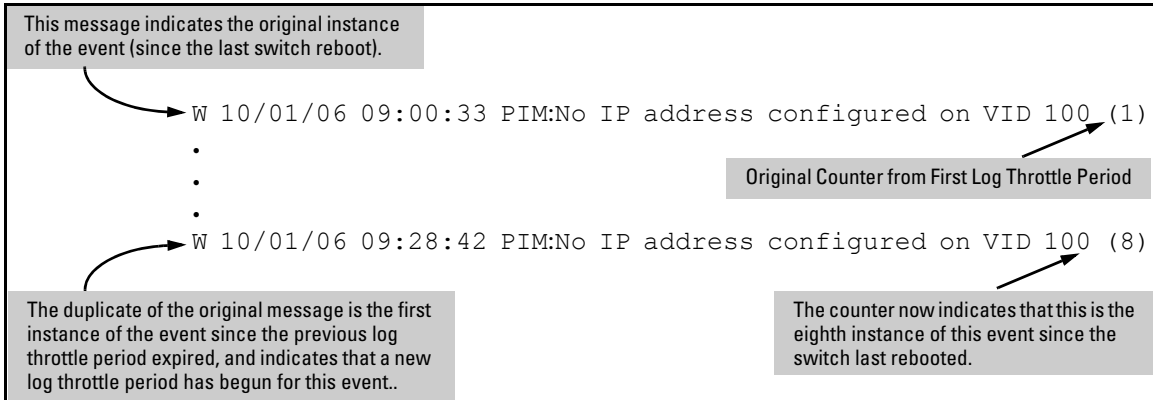 This message indicates the original instance
of the event (since the last switch reboot).
W 10/01/06 09:00:33 PIM:No IP address configured on VID 100 (1)
Original Counter from First Log Throttle Period
.
.
.
W 10/01/06 09:28:42 PIM:No IP address configured on VID 100 (8)
The duplicate of the original message is the first
instance of the event since the previous log
throttle period expired, and indicates that a new
log throttle period has begun for this event..
The counter now indicates that this is the
eighth instance of this event since the
switch last rebooted.